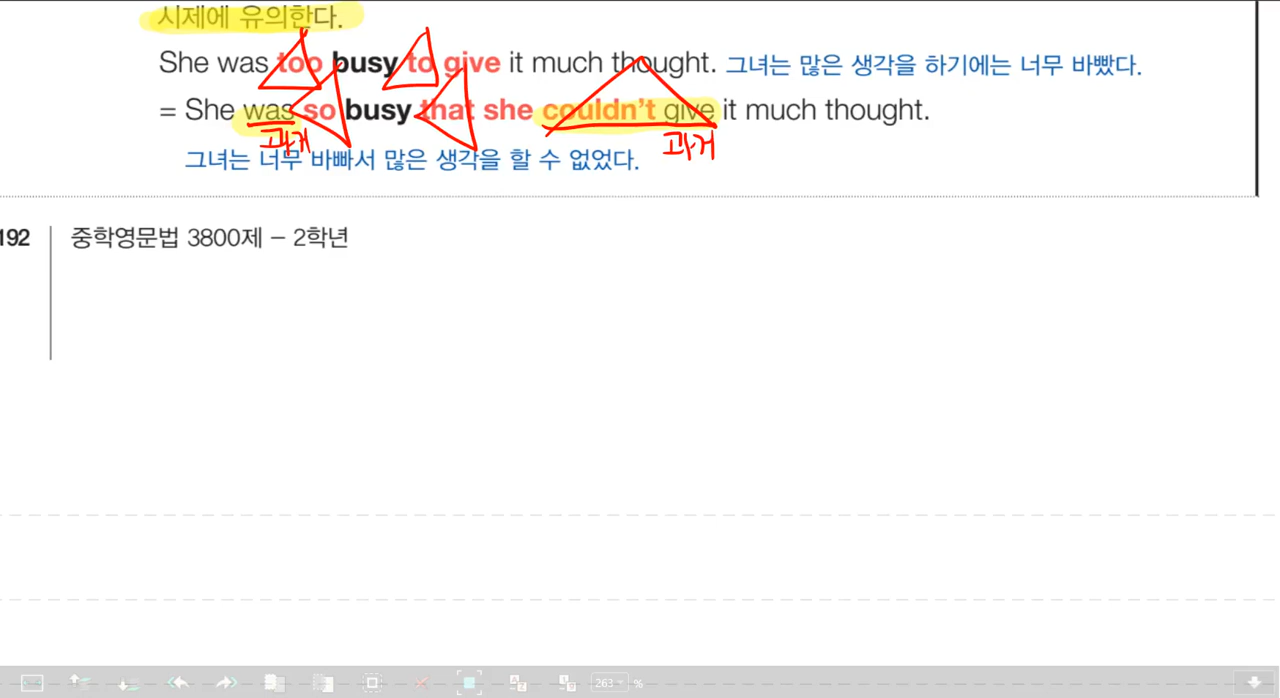 시제에 유의한다.
She was too busy to give it much thought. 그녀는 많은 생각을 하기에는 너무 바빴다.
= She was so busy that she couldn't give it much thought.
과거 과거
그녀는 너무 바빠서 많은 생각을 할 수 없었다.
192 중학영문법 3800제 – 2학년
263 %